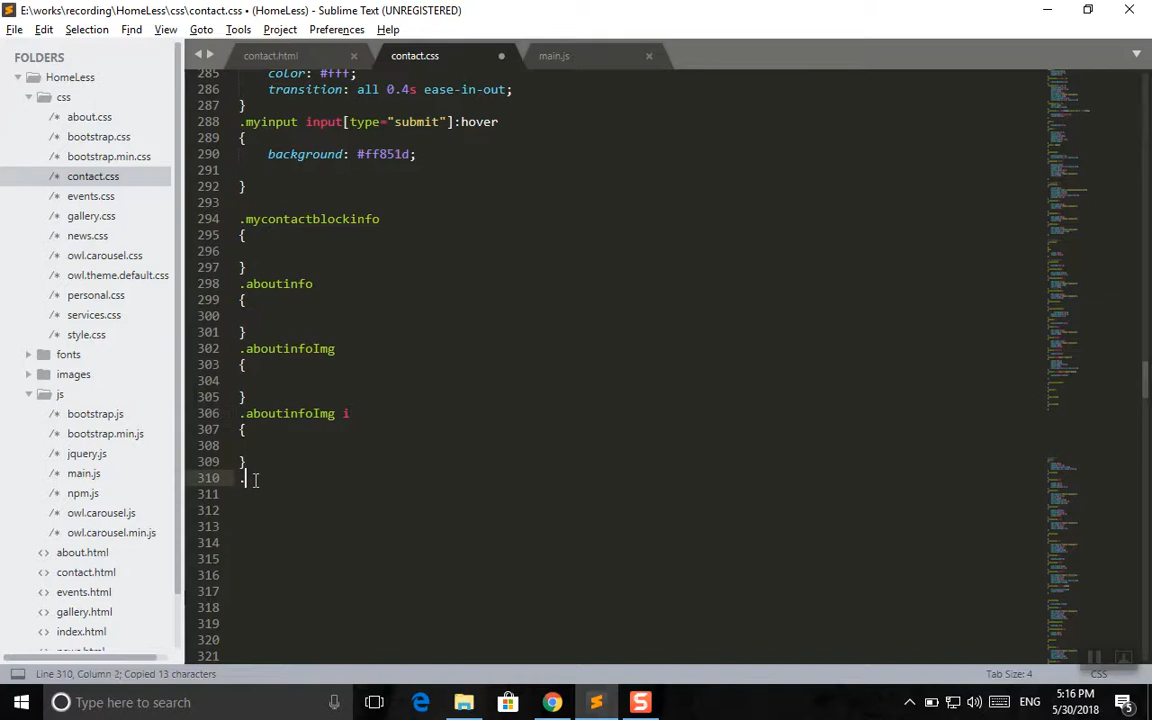 E:\works\recording\HomeLess\css\contact.css • (HomeLess) - Sublime Text (UNREGISTERED)
File Edit Selection Find View Goto Tools Project Preferences Help
FOLDERS
HomeLess
css
/* about.css
/* bootstrap.css
/* bootstrap.min.css
/* contact.css
/* events.css
/* gallery.css
/* news.css
/* owl.carousel.css
/* owl.theme.default.css
/* personal.css
/* services.css
/* style.css
fonts
images
js
/* bootstrap.js
/* bootstrap.min.js
/* jquery.js
/* main.js
/* npm.js
/* owl.carousel.js
/* owl.carousel.min.js
<> about.html
<> contact.html
<> events.html
<> gallery.html
<> index.html
contact.html contact.css main.js
285 color: #fff;
286 transition: all 0.4s ease-in-out;
287 }
288 .myinput input[type="submit"]:hover
289 {
290 background: #ff851d;
291
292 }
293
294 .mycontactblockinfo
295 {
296
297 }
298 .aboutinfo
299 {
300
301 }
302 .aboutinfoImg
303 {
304
305 }
306 .aboutinfoImg i
307 {
308
309 }
310 .
311
312
313
314
315
316
317
318
319
320
321
Line 310, Column 2; Copied 13 characters Tab Size: 4 CSS
Type here to search
ENG
5:16 PM
5/30/2018
5